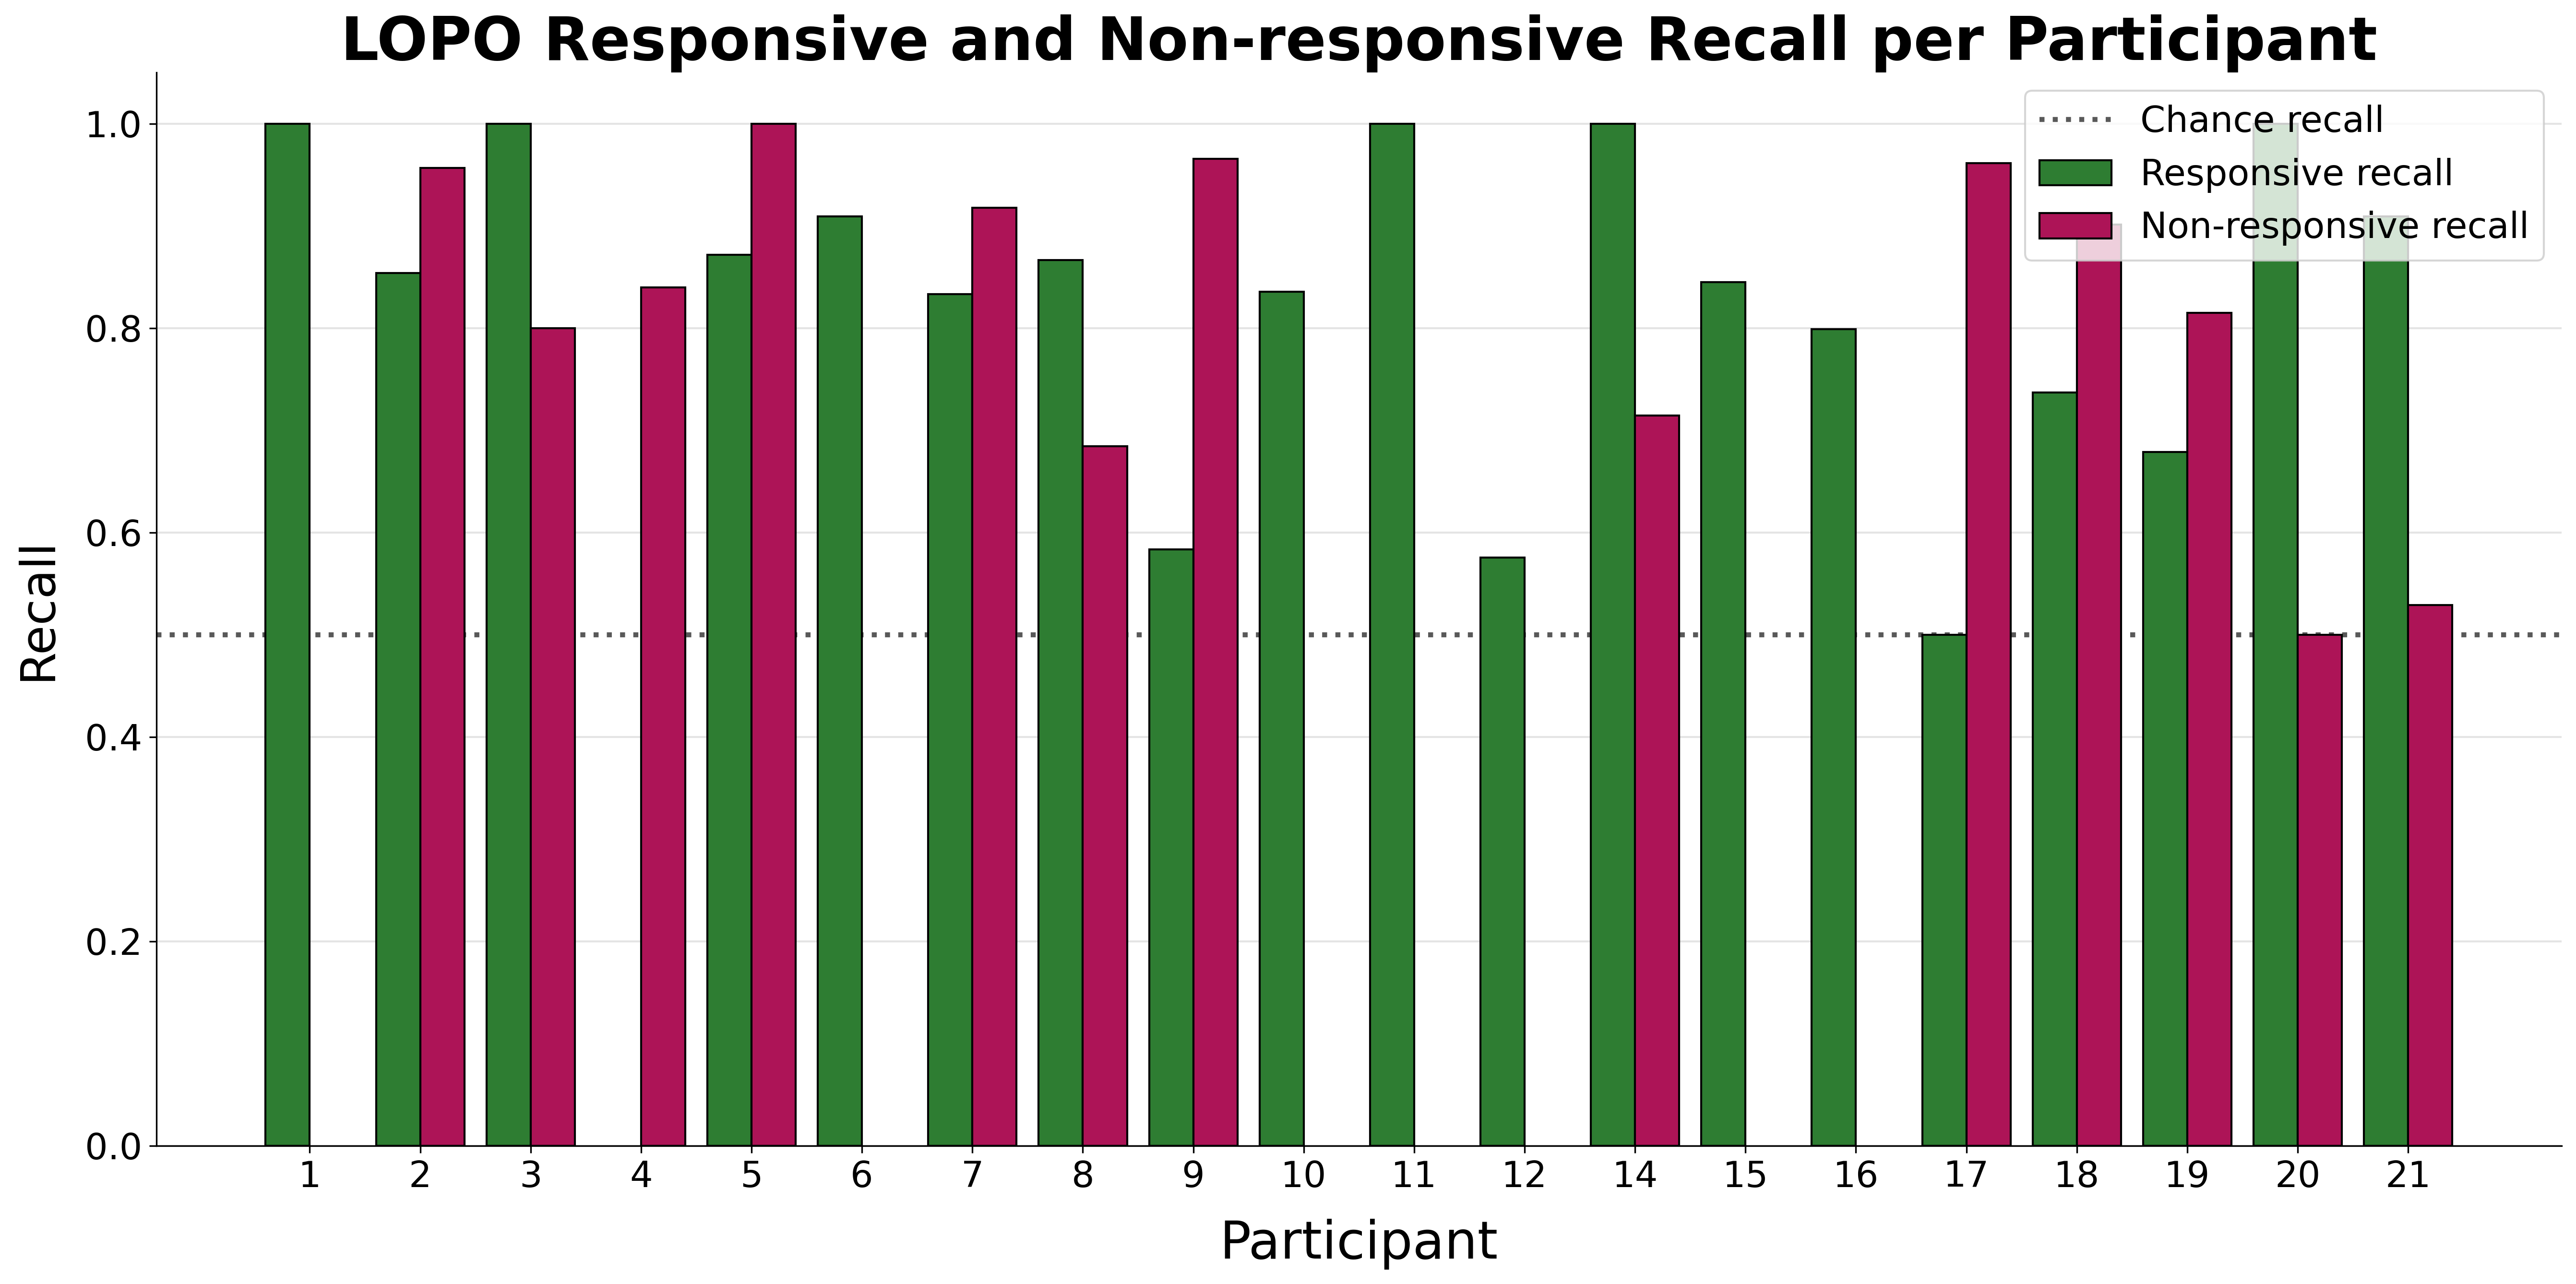 LOPO Responsive and Non-responsive Recall per Participant
Chance recall
Responsive recall
Non-responsive recall
1.0
0.8
0.6
0.4
0.2
0.0
Recall
1 2 3 4 5 6 7 8 9 10 11 12 14 15 16 17 18 19 20 21
Participant